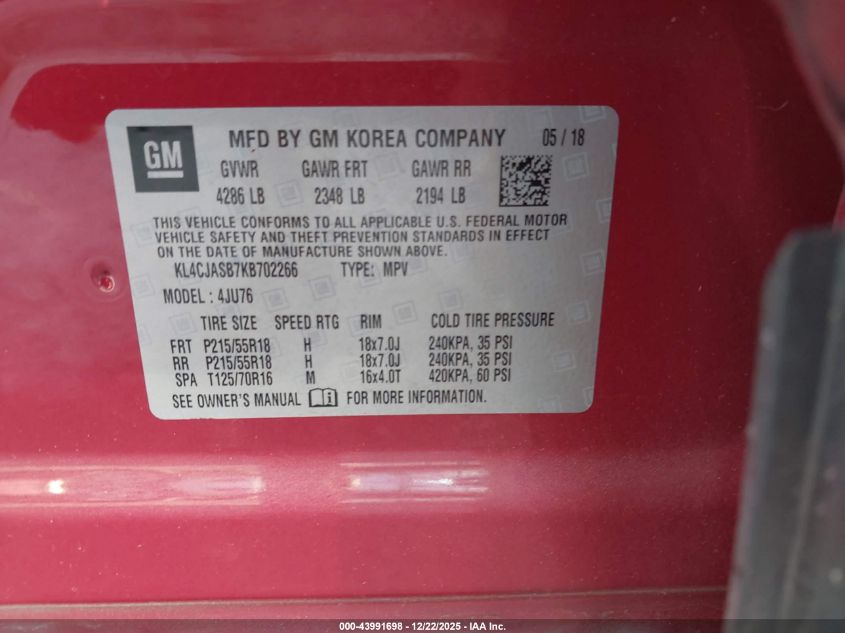 GM
MFD BY GM KOREA COMPANY 05 / 18
GVWR GAWR FRT GAWR RR
4286 LB 2348 LB 2194 LB
THIS VEHICLE CONFORMS TO ALL APPLICABLE U.S. FEDERAL MOTOR
VEHICLE SAFETY AND THEFT PREVENTION STANDARDS IN EFFECT
ON THE DATE OF MANUFACTURE SHOWN ABOVE.
KL4CJASB7KB702266 TYPE: MPV
MODEL : 4JU76
TIRE SIZE SPEED RTG RIM COLD TIRE PRESSURE
FRT P215/55R18 H 18x7.0J 240KPA, 35 PSI
RR P215/55R18 H 18x7.0J 240KPA, 35 PSI
SPA T125/70R16 M 16x4.0T 420KPA, 60 PSI
SEE OWNER'S MANUAL FOR MORE INFORMATION.
000-43991698 - 12/22/2025 - IAA Inc.